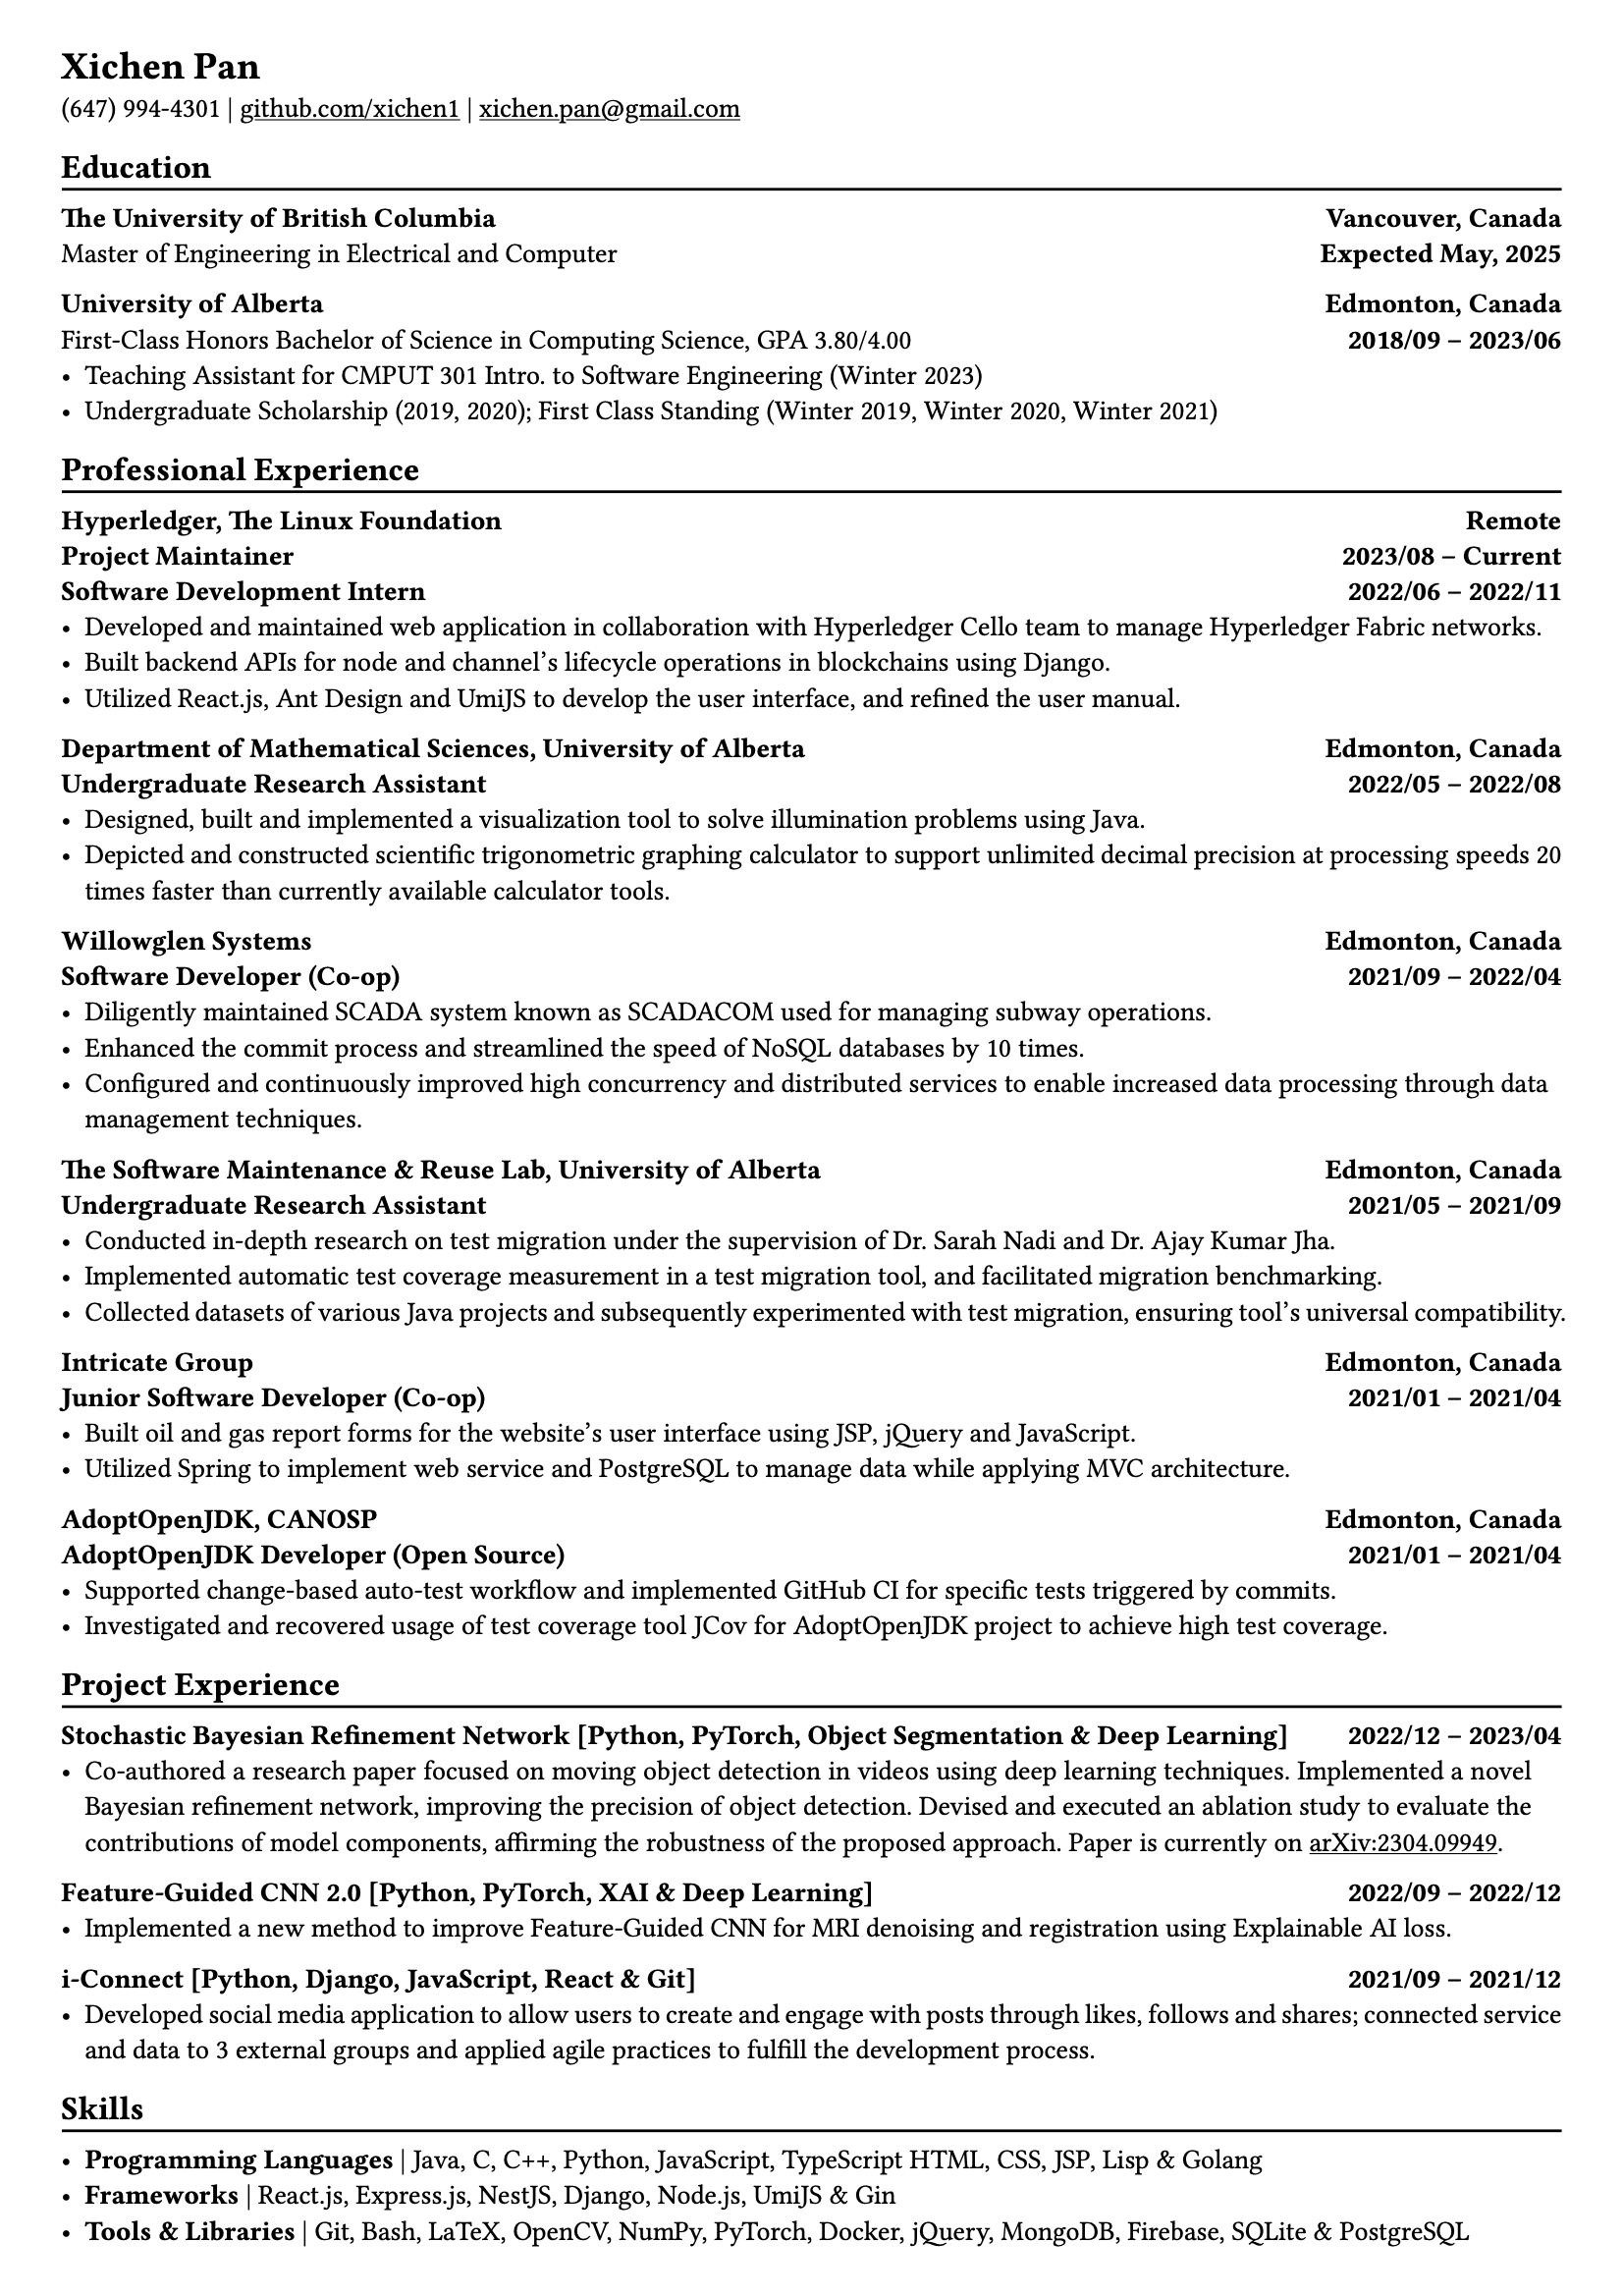 Xichen Pan
(647) 994-4301 | github.com/xichen1 | xichen.pan@gmail.com
Education
The University of British Columbia Vancouver, Canada
Master of Engineering in Electrical and Computer Expected May, 2025
University of Alberta Edmonton, Canada
First-Class Honors Bachelor of Science in Computing Science, GPA 3.80/4.00 2018/09 – 2023/06
• Teaching Assistant for CMPUT 301 Intro. to Software Engineering (Winter 2023)
• Undergraduate Scholarship (2019, 2020); First Class Standing (Winter 2019, Winter 2020, Winter 2021)
Professional Experience
Hyperledger, The Linux Foundation Remote
Project Maintainer 2023/08 – Current
Software Development Intern 2022/06 – 2022/11
• Developed and maintained web application in collaboration with Hyperledger Cello team to manage Hyperledger Fabric networks.
• Built backend APIs for node and channel’s lifecycle operations in blockchains using Django.
• Utilized React.js, Ant Design and UmiJS to develop the user interface, and refined the user manual.
Department of Mathematical Sciences, University of Alberta Edmonton, Canada
Undergraduate Research Assistant 2022/05 – 2022/08
• Designed, built and implemented a visualization tool to solve illumination problems using Java.
• Depicted and constructed scientific trigonometric graphing calculator to support unlimited decimal precision at processing speeds 20
times faster than currently available calculator tools.
Willowglen Systems Edmonton, Canada
Software Developer (Co-op) 2021/09 – 2022/04
• Diligently maintained SCADA system known as SCADACOM used for managing subway operations.
• Enhanced the commit process and streamlined the speed of NoSQL databases by 10 times.
• Configured and continuously improved high concurrency and distributed services to enable increased data processing through data
management techniques.
The Software Maintenance & Reuse Lab, University of Alberta Edmonton, Canada
Undergraduate Research Assistant 2021/05 – 2021/09
• Conducted in-depth research on test migration under the supervision of Dr. Sarah Nadi and Dr. Ajay Kumar Jha.
• Implemented automatic test coverage measurement in a test migration tool, and facilitated migration benchmarking.
• Collected datasets of various Java projects and subsequently experimented with test migration, ensuring tool’s universal compatibility.
Intricate Group Edmonton, Canada
Junior Software Developer (Co-op) 2021/01 – 2021/04
• Built oil and gas report forms for the website’s user interface using JSP, jQuery and JavaScript.
• Utilized Spring to implement web service and PostgreSQL to manage data while applying MVC architecture.
AdoptOpenJDK, CANOSP Edmonton, Canada
AdoptOpenJDK Developer (Open Source) 2021/01 – 2021/04
• Supported change-based auto-test workflow and implemented GitHub CI for specific tests triggered by commits.
• Investigated and recovered usage of test coverage tool JCov for AdoptOpenJDK project to achieve high test coverage.
Project Experience
Stochastic Bayesian Refinement Network [Python, PyTorch, Object Segmentation & Deep Learning] 2022/12 – 2023/04
• Co-authored a research paper focused on moving object detection in videos using deep learning techniques. Implemented a novel
Bayesian refinement network, improving the precision of object detection. Devised and executed an ablation study to evaluate the
contributions of model components, affirming the robustness of the proposed approach. Paper is currently on arXiv:2304.09949.
Feature-Guided CNN 2.0 [Python, PyTorch, XAI & Deep Learning] 2022/09 – 2022/12
• Implemented a new method to improve Feature-Guided CNN for MRI denoising and registration using Explainable AI loss.
i-Connect [Python, Django, JavaScript, React & Git] 2021/09 – 2021/12
• Developed social media application to allow users to create and engage with posts through likes, follows and shares; connected service
and data to 3 external groups and applied agile practices to fulfill the development process.
Skills
• Programming Languages | Java, C, C++, Python, JavaScript, TypeScript HTML, CSS, JSP, Lisp & Golang
• Frameworks | React.js, Express.js, NestJS, Django, Node.js, UmiJS & Gin
• Tools & Libraries | Git, Bash, LaTeX, OpenCV, NumPy, PyTorch, Docker, jQuery, MongoDB, Firebase, SQLite & PostgreSQL